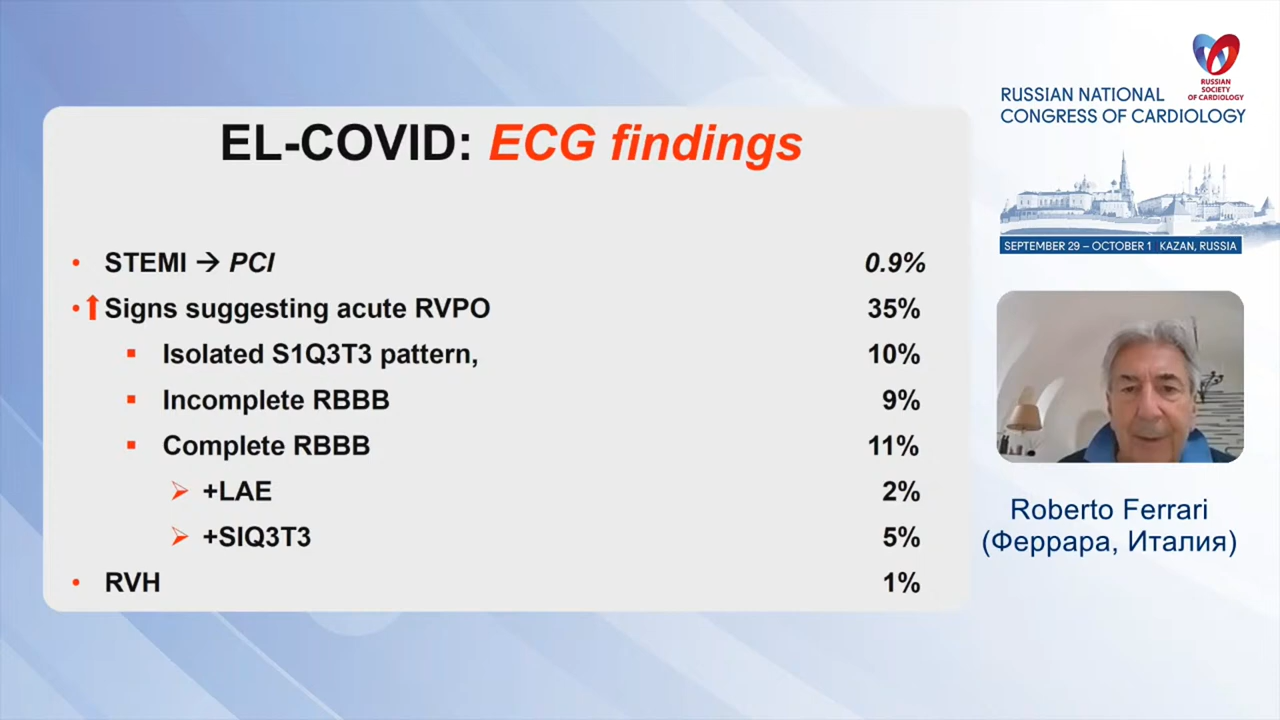 EL-COVID: ECG findings
• STEMI → PCI 0.9%
• ⬆ Signs suggesting acute RVPO 35%
▪ Isolated S1Q3T3 pattern, 10%
▪ Incomplete RBBB 9%
▪ Complete RBBB 11%
➢ +LAE 2%
➢ +SIQ3T3 5%
• RVH 1%
RUSSIAN
SOCIETY
OF CARDIOLOGY
RUSSIAN NATIONAL
CONGRESS OF CARDIOLOGY
SEPTEMBER 29 – OCTOBER 1 KAZAN, RUSSIA
Roberto Ferrari
(Феррара, Италия)